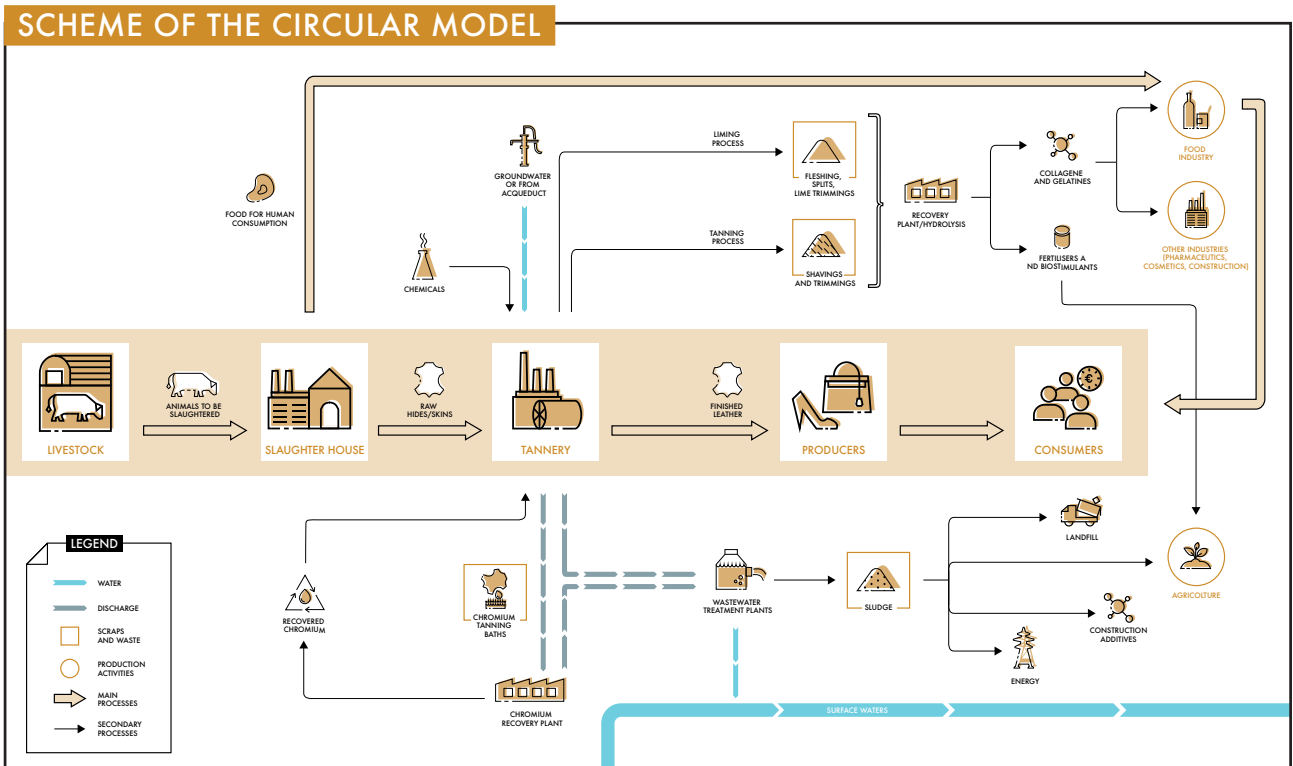 SCHEME OF THE CIRCULAR MODEL
FOOD FOR HUMAN
CONSUMPTION
CHEMICALS
GROUNDWATER
OR FROM
ACQUEDUCT
LIMING
PROCESS
TANNING
PROCESS
FLESHING,
SPLITS,
LIME TRIMMINGS
SHAVINGS
AND TRIMMINGS
RECOVERY
PLANT/HYDROLYSIS
COLLAGENE
AND GELATINES
FERTILISERS A
ND BIOSTIMULANTS
FOOD
INDUSTRY
OTHER INDUSTRIES
(PHARMACEUTICS,
COSMETICS, CONSTRUCTION)
LIVESTOCK
ANIMALS TO BE
SLAUGHTERED
SLAUGHTER HOUSE
RAW
HIDES/SKINS
TANNERY
FINISHED
LEATHER
PRODUCERS
€
CONSUMERS
LEGEND
WATER
DISCHARGE
SCRAPS
AND WASTE
PRODUCTION
ACTIVITIES
MAIN
PROCESSES
SECONDARY
PROCESSES
RECOVERED
CHROMIUM
CHROMIUM
TANNING
BATHS
CHROMIUM
RECOVERY PLANT
WASTEWATER
TREATMENT PLANTS
SLUDGE
LANDFILL
AGRICOLTURE
CONSTRUCTION
ADDITIVES
ENERGY
SURFACE WATERS